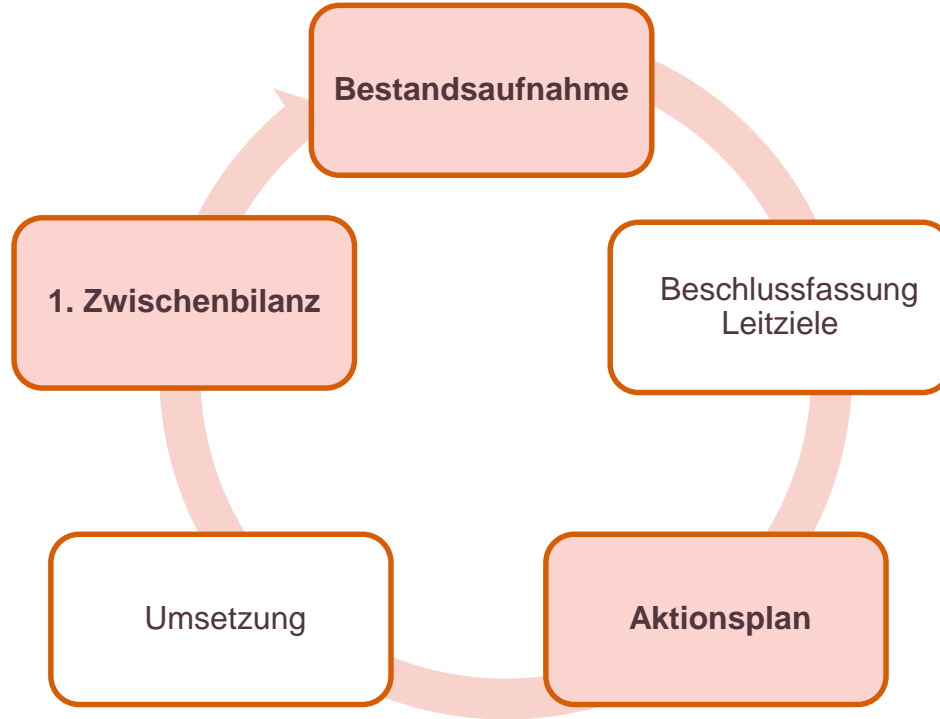 Bestandsaufnahme
Beschlussfassung
Leitziele
Aktionsplan
Umsetzung
1. Zwischenbilanz